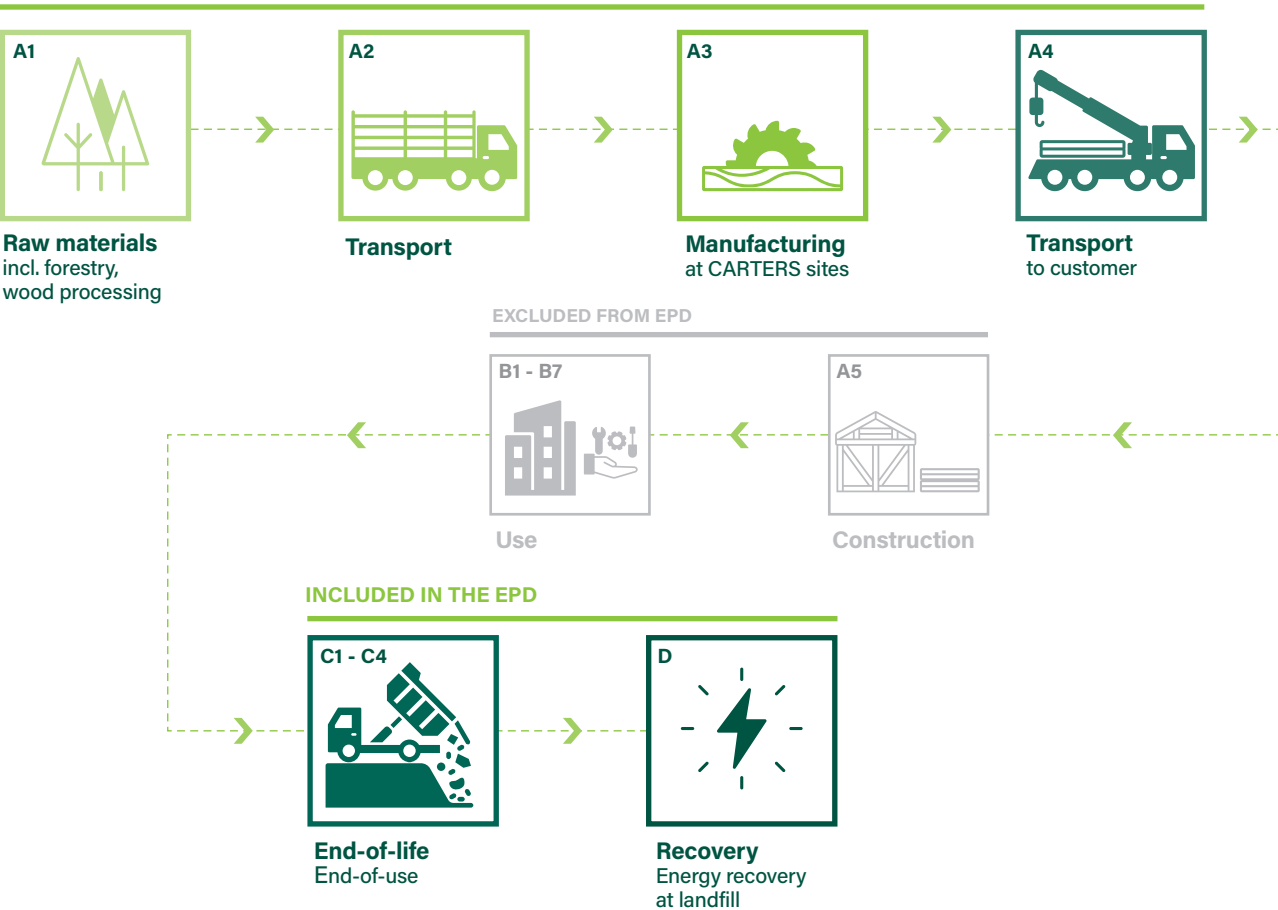 A1
A2
A3
A4
Raw materials
incl. forestry,
wood processing
Transport
Manufacturing
at CARTERS sites
Transport
to customer
EXCLUDED FROM EPD
B1 - B7
A5
Use
Construction
INCLUDED IN THE EPD
C1 - C4
D
End-of-life
End-of-use
Recovery
Energy recovery
at landfill